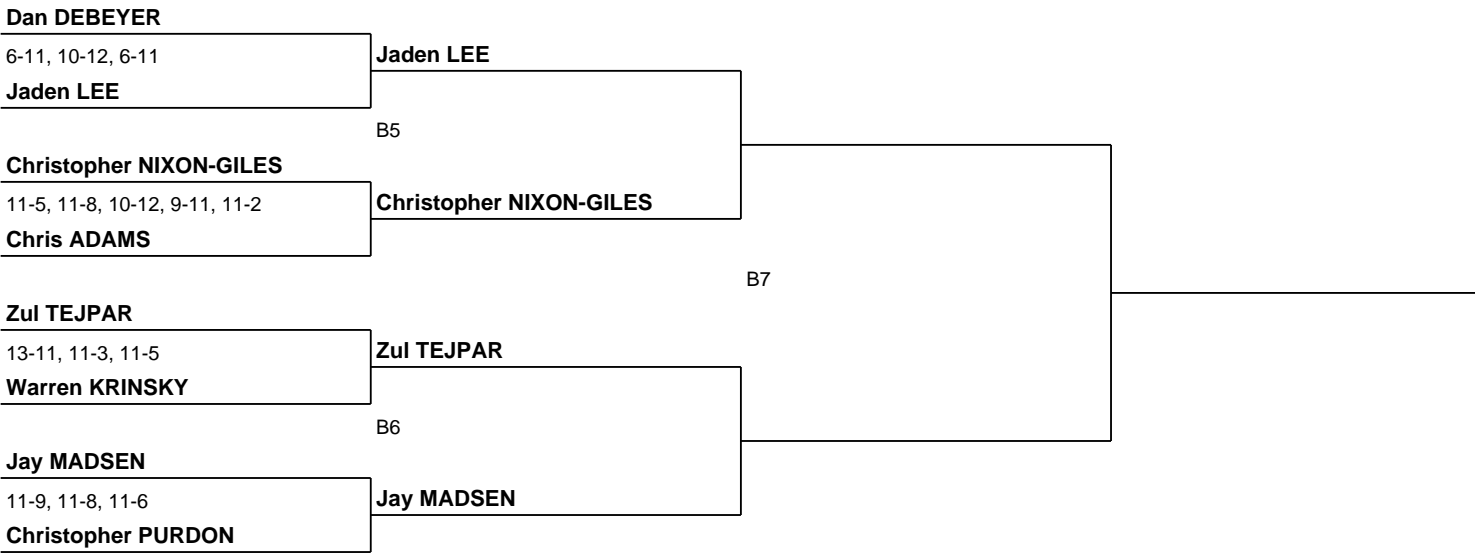 Dan DEBEYER
6-11, 10-12, 6-11
Jaden LEE
Jaden LEE
B5
Christopher NIXON-GILES
11-5, 11-8, 10-12, 9-11, 11-2
Christopher NIXON-GILES
Chris ADAMS
B7
Zul TEJPAR
13-11, 11-3, 11-5
Zul TEJPAR
Warren KRINSKY
B6
Jay MADSEN
11-9, 11-8, 11-6
Jay MADSEN
Christopher PURDON